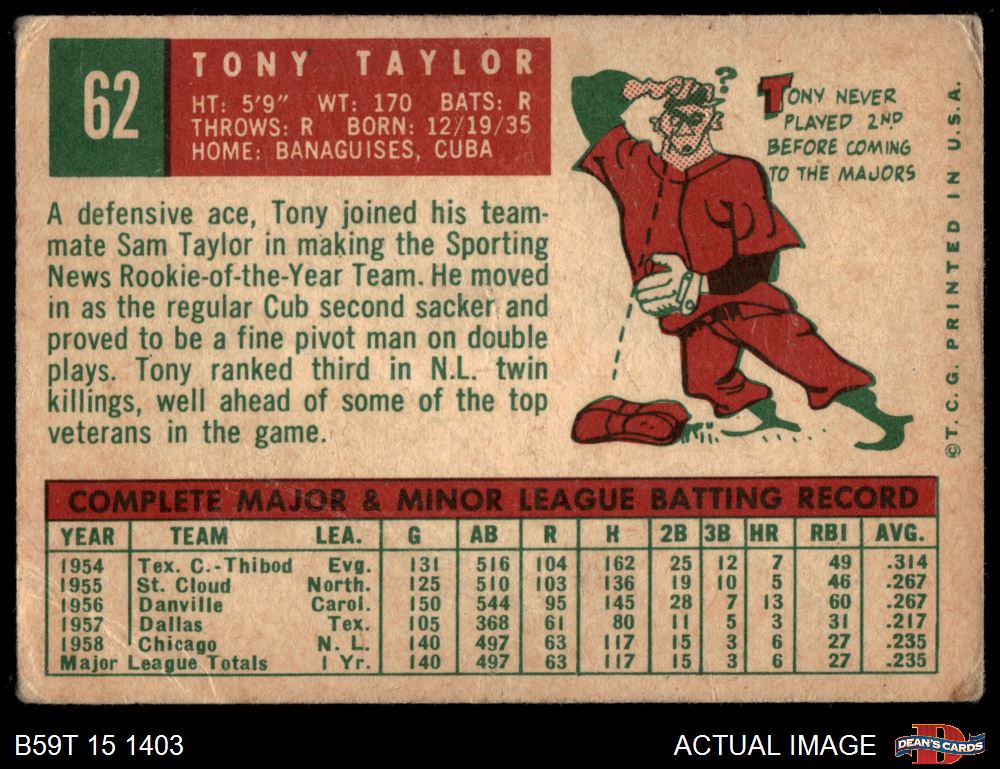 62
TONY TAYLOR
HT: 5'9" WT: 170 BATS: R
THROWS: R BORN: 12/19/35
HOME: BANAGUISES, CUBA
?
TONY NEVER
PLAYED 2ND
BEFORE COMING
TO THE MAJORS
A defensive ace, Tony joined his team-
mate Sam Taylor in making the Sporting
News Rookie-of-the-Year Team. He moved
in as the regular Cub second sacker and
proved to be a fine pivot man on double
plays. Tony ranked third in N.L. twin
killings, well ahead of some of the top
veterans in the game.
©T. C. G. PRINTED IN U.S.A.
COMPLETE MAJOR & MINOR LEAGUE BATTING RECORD
YEAR TEAM LEA. G AB R H 2B 3B HR RBI AVG.
1954 Tex. C.-Thibod Evg. 131 516 104 162 25 12 7 49 .314
1955 St. Cloud North. 125 510 103 136 19 10 5 46 .267
1956 Danville Carol. 150 544 95 145 28 7 13 60 .267
1957 Dallas Tex. 105 368 61 80 11 5 3 31 .217
1958 Chicago N. L. 140 497 63 117 15 3 6 27 .235
Major League Totals 1 Yr. 140 497 63 117 15 3 6 27 .235
B59T 15 1403
ACTUAL IMAGE
D
DEAN'S CARDS